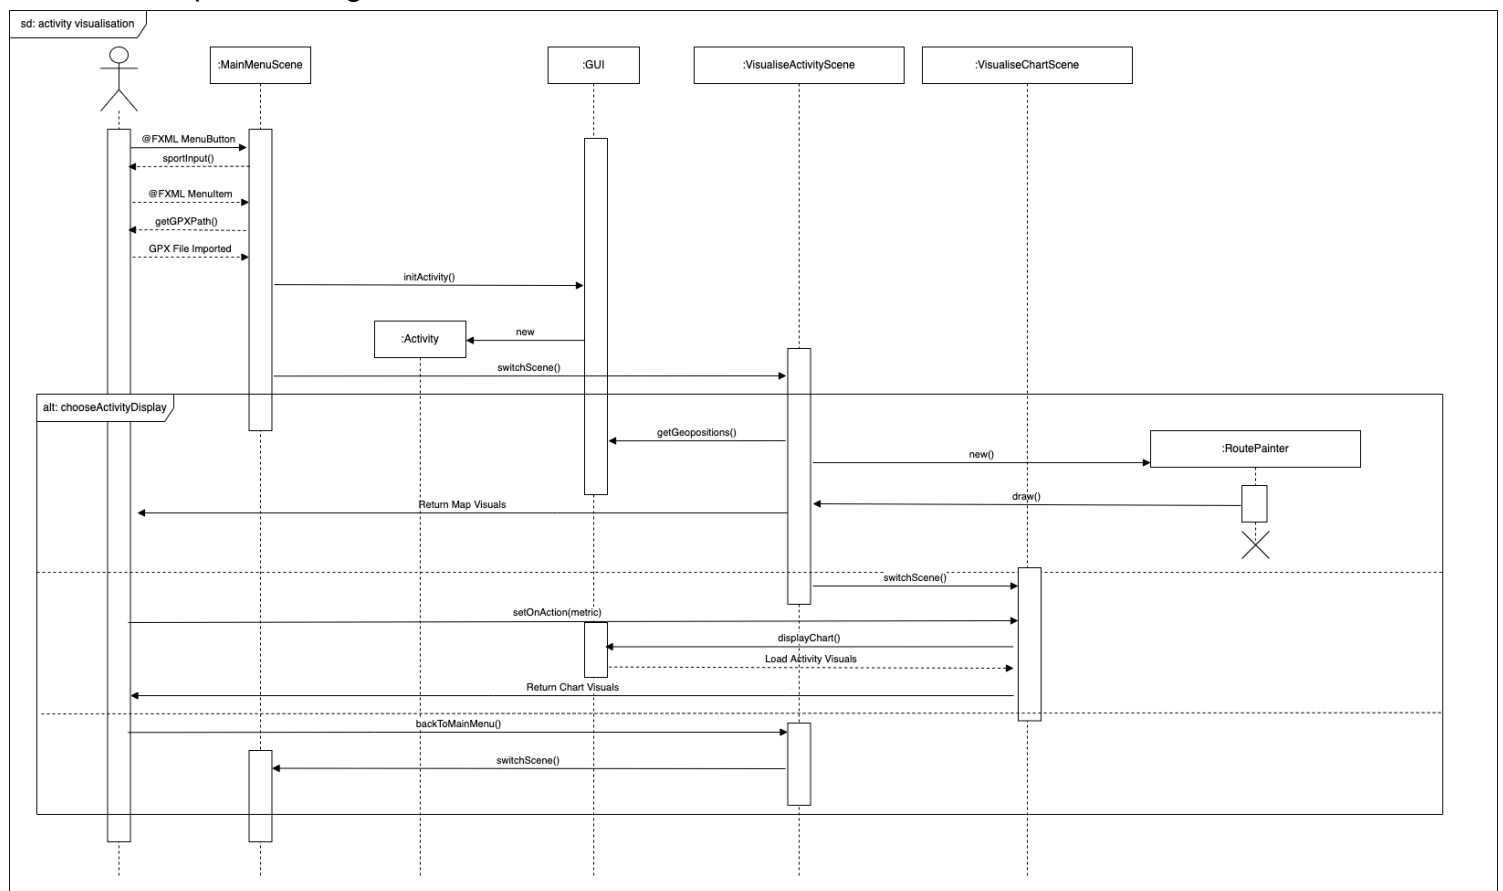 sd: activity visualisation
:MainMenuScene
:GUI
:VisualiseActivityScene
:VisualiseChartScene
@FXML MenuButton
sportInput()
@FXML MenuItem
getGPXPath()
GPX File Imported
initActivity()
:Activity
new
switchScene()
alt: chooseActivityDisplay
getGeopositions()
new()
:RoutePainter
draw()
Return Map Visuals
switchScene()
setOnAction(metric)
displayChart()
Load Activity Visuals
Return Chart Visuals
backToMainMenu()
switchScene()